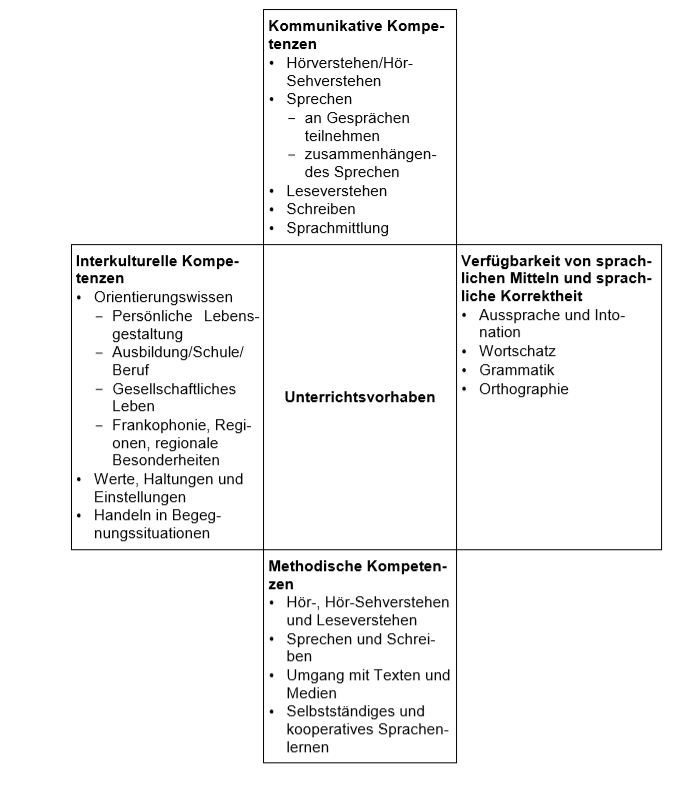 Kommunikative Kompe-
tenzen
• Hörverstehen/Hör-
Sehverstehen
• Sprechen
– an Gesprächen
teilnehmen
– zusammenhängen-
des Sprechen
• Leseverstehen
• Schreiben
• Sprachmittlung
Interkulturelle Kompe-
tenzen
• Orientierungswissen
– Persönliche Lebens-
gestaltung
– Ausbildung/Schule/
Beruf
– Gesellschaftliches
Leben
– Frankophonie, Regi-
onen, regionale
Besonderheiten
• Werte, Haltungen und
Einstellungen
• Handeln in Begeg-
nungssituationen
Unterrichtsvorhaben
Verfügbarkeit von sprach-
lichen Mitteln und sprach-
liche Korrektheit
• Aussprache und Into-
nation
• Wortschatz
• Grammatik
• Orthographie
Methodische Kompeten-
zen
• Hör-, Hör-Sehverstehen
und Leseverstehen
• Sprechen und Schrei-
ben
• Umgang mit Texten und
Medien
• Selbstständiges und
kooperatives Sprachen-
lernen